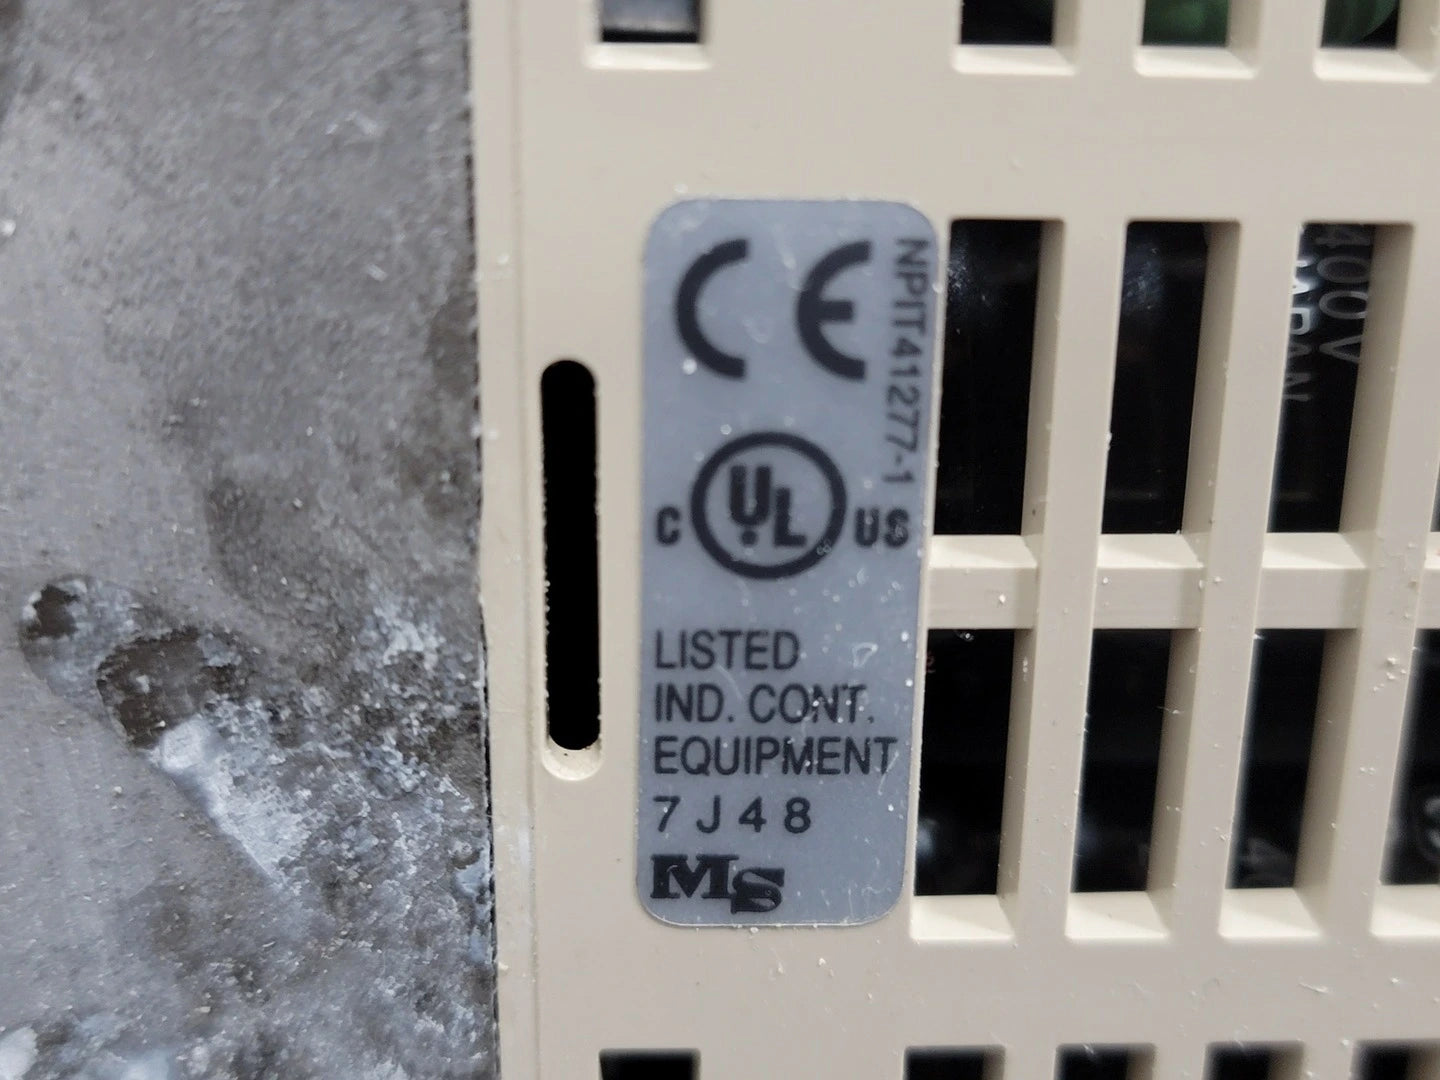 CE
NPIT41277-1
C UL US
LISTED
IND. CONT.
EQUIPMENT
7J48
MS
400V